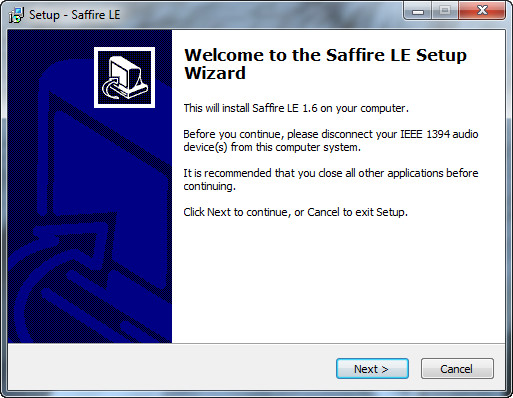 Setup - Saffire LE
Welcome to the Saffire LE Setup
Wizard
This will install Saffire LE 1.6 on your computer.
Before you continue, please disconnect your IEEE 1394 audio
device(s) from this computer system.
It is recommended that you close all other applications before
continuing.
Click Next to continue, or Cancel to exit Setup.
Next >
Cancel